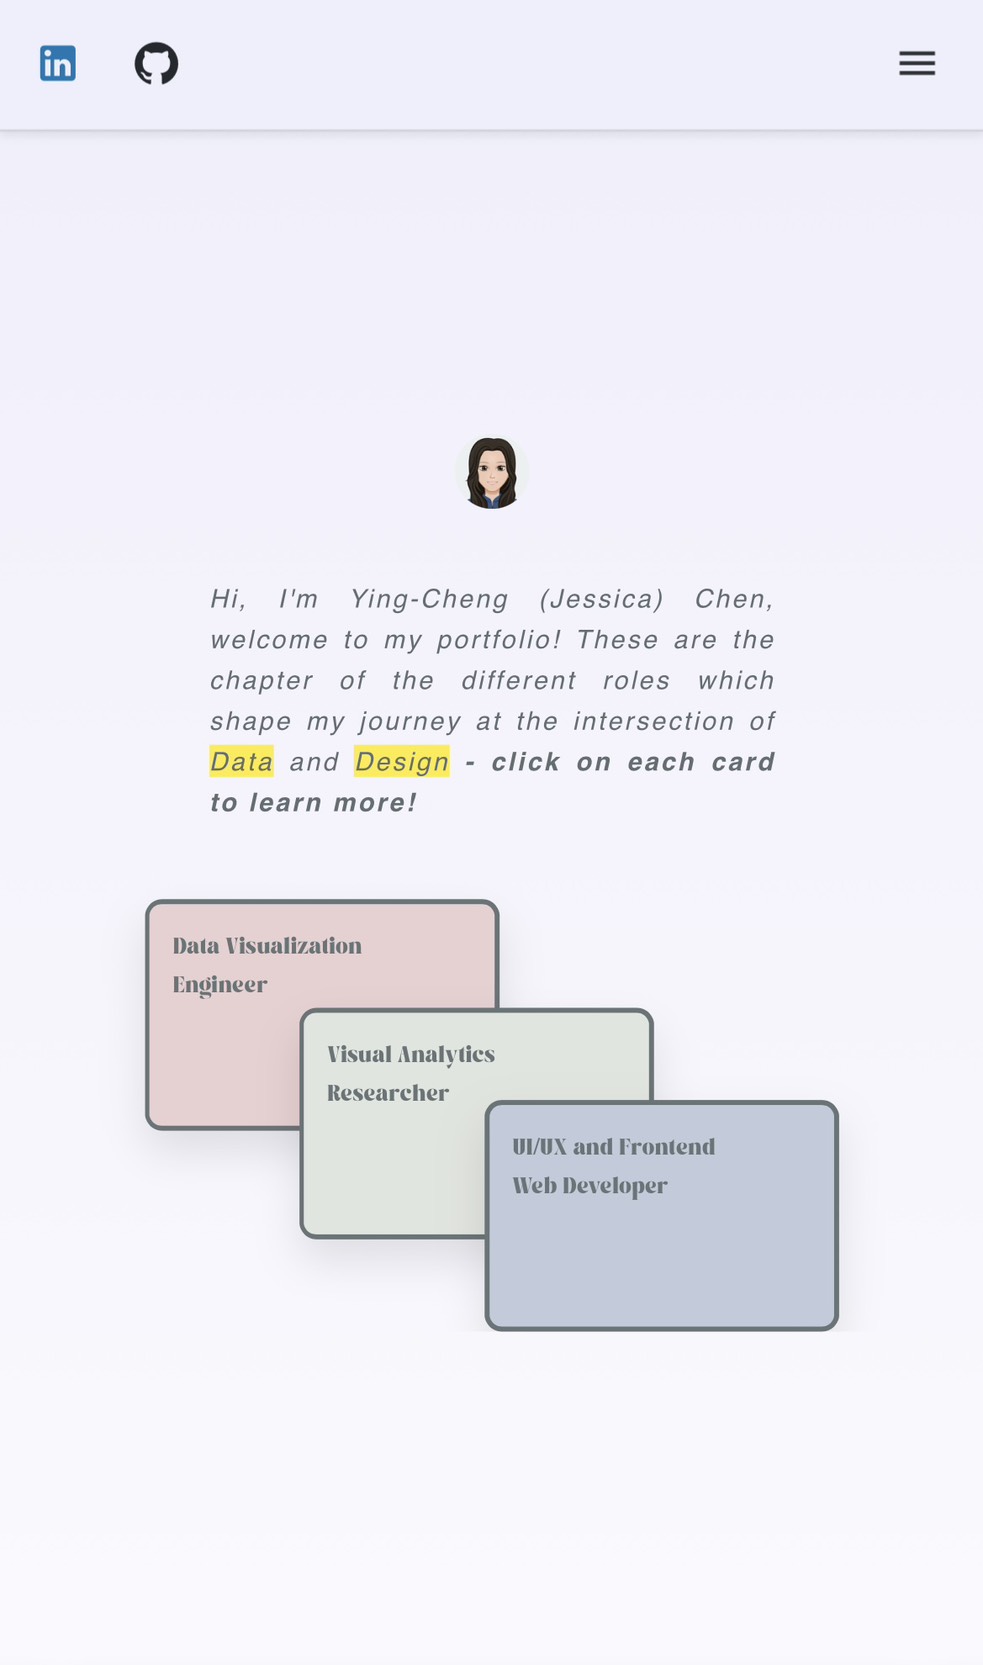 in
Hi, I'm Ying-Cheng (Jessica) Chen,
welcome to my portfolio! These are the
chapter of the different roles which
shape my journey at the intersection of
Data and Design - click on each card
to learn more!
Data Visualization
Engineer
Visual Analytics
Researcher
UI/UX and Frontend
Web Developer